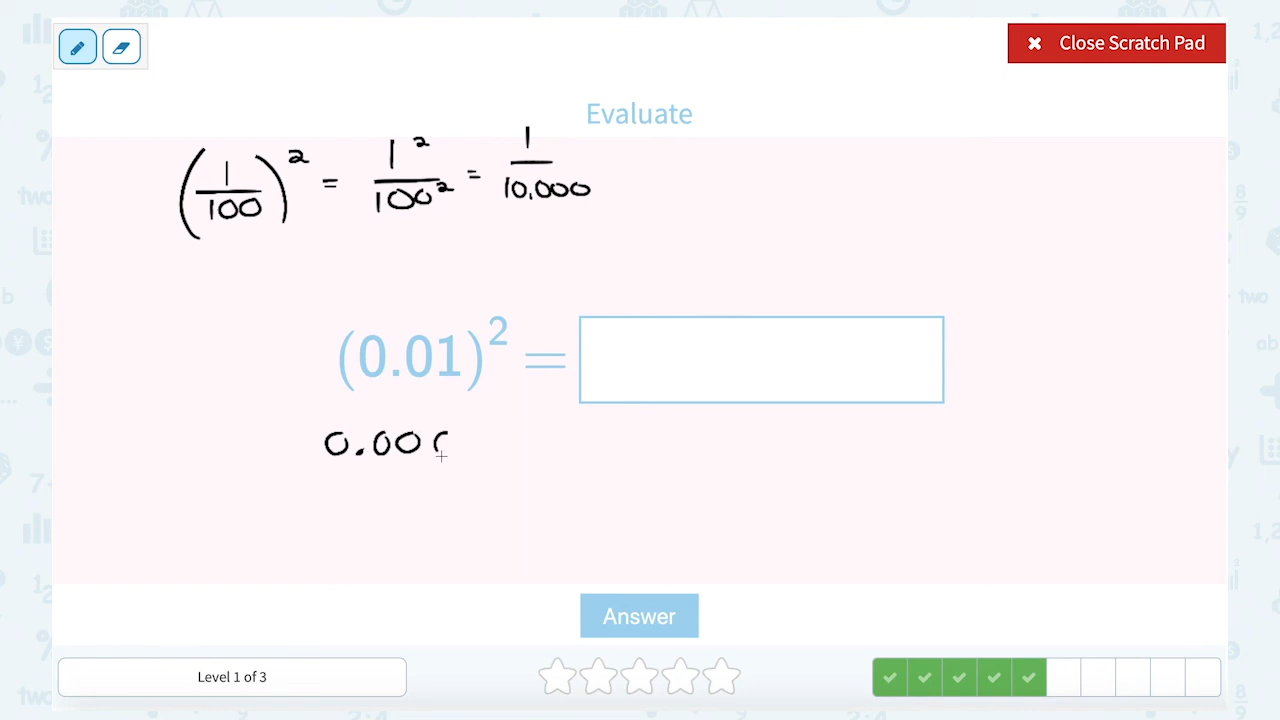 Close Scratch Pad
Evaluate
(1/100)² = 1²/100² = 1/10,000
(0.01)² =
0.00
Answer
Level 1 of 3